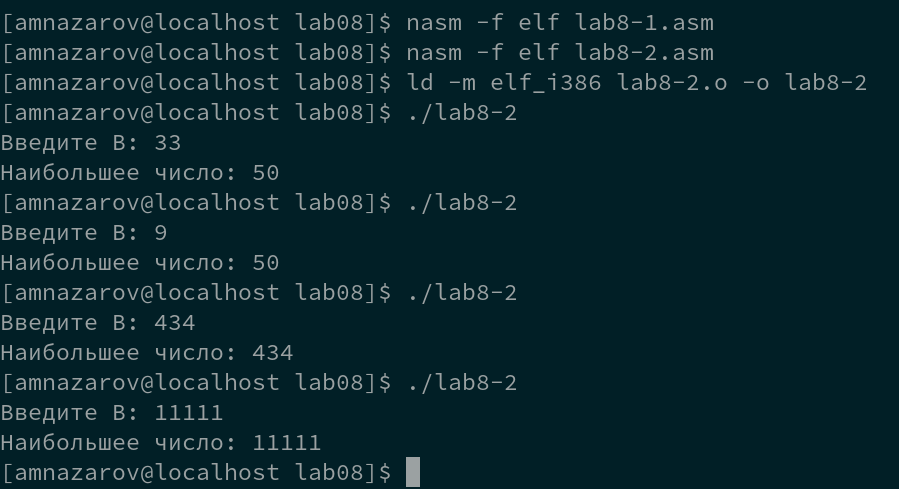 [amnazarov@localhost lab08]$ nasm -f elf lab8-1.asm
[amnazarov@localhost lab08]$ nasm -f elf lab8-2.asm
[amnazarov@localhost lab08]$ ld -m elf_i386 lab8-2.o -o lab8-2
[amnazarov@localhost lab08]$ ./lab8-2
Введите В: 33
Наибольшее число: 50
[amnazarov@localhost lab08]$ ./lab8-2
Введите В: 9
Наибольшее число: 50
[amnazarov@localhost lab08]$ ./lab8-2
Введите В: 434
Наибольшее число: 434
[amnazarov@localhost lab08]$ ./lab8-2
Введите В: 11111
Наибольшее число: 11111
[amnazarov@localhost lab08]$